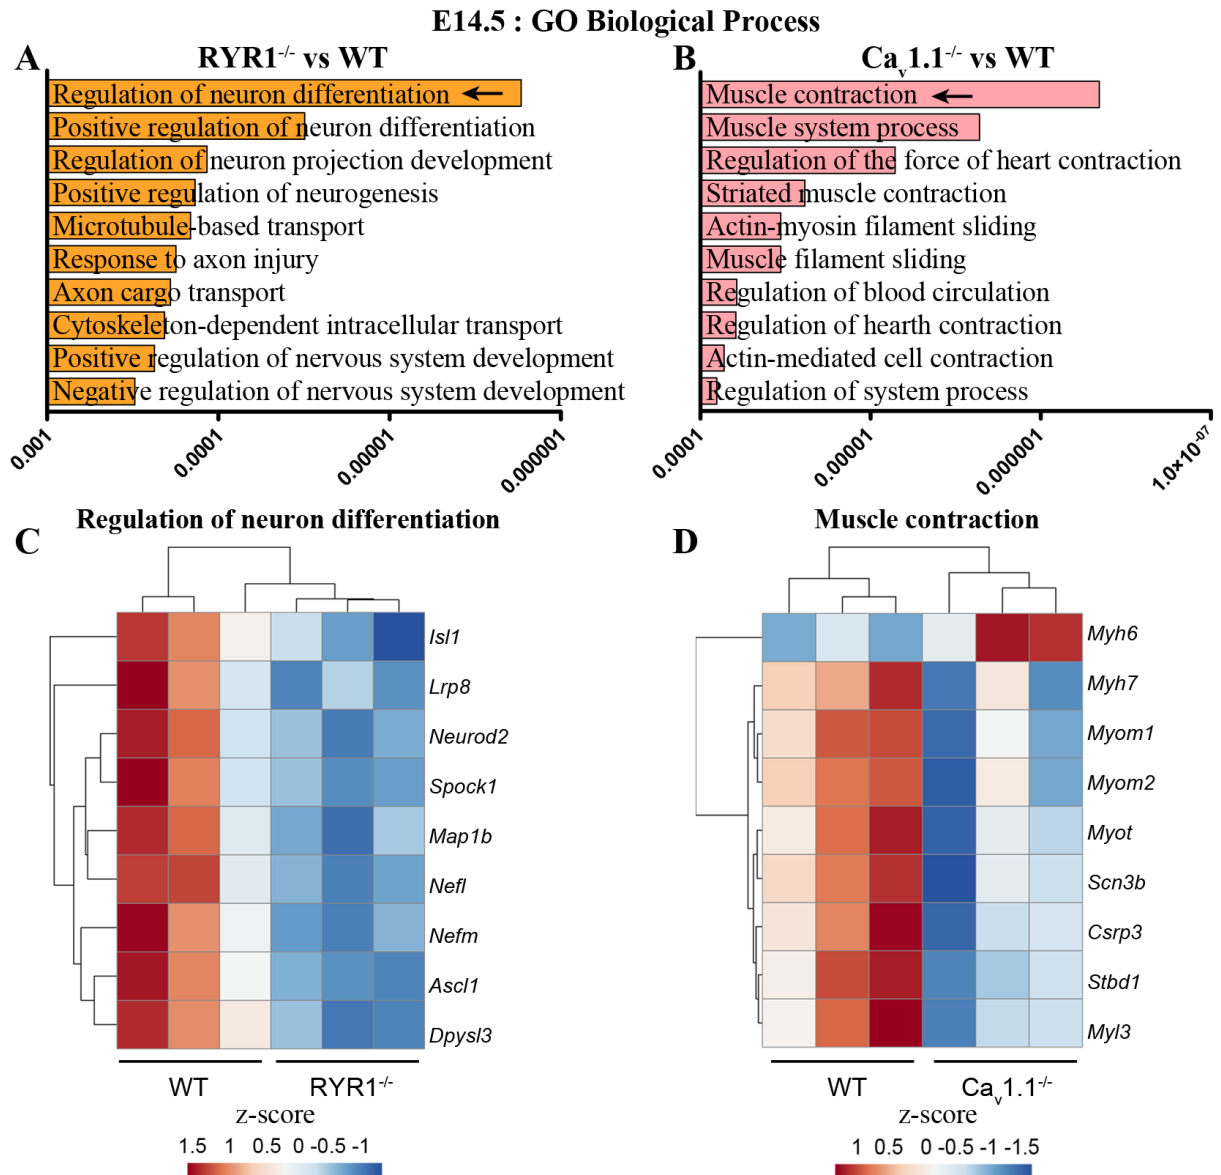 E14.5 : GO Biological Process
A
RYR1-/- vs WT
Regulation of neuron differentiation
Positive regulation of neuron differentiation
Regulation of neuron projection development
Positive regulation of neurogenesis
Microtubule-based transport
Response to axon injury
Axon cargo transport
Cytoskeleton-dependent intracellular transport
Positive regulation of nervous system development
Negative regulation of nervous system development
0.001 0.0001 0.00001 0.000001
B
Cav1.1-/- vs WT
Muscle contraction
Muscle system process
Regulation of the force of heart contraction
Striated muscle contraction
Actin-myosin filament sliding
Muscle filament sliding
Regulation of blood circulation
Regulation of hearth contraction
Actin-mediated cell contraction
Regulation of system process
0.0001 0.00001 0.000001 1.0×10-07
C
Regulation of neuron differentiation
Isl1
Lrp8
Neurod2
Spock1
Map1b
Nefl
Nefm
Ascl1
Dpysl3
WT RYR1-/-
z-score
1.5 1 0.5 0 -0.5 -1
D
Muscle contraction
Myh6
Myh7
Myom1
Myom2
Myot
Scn3b
Csrp3
Stbd1
Myl3
WT Cav1.1-/-
z-score
1 0.5 0 -0.5 -1 -1.5